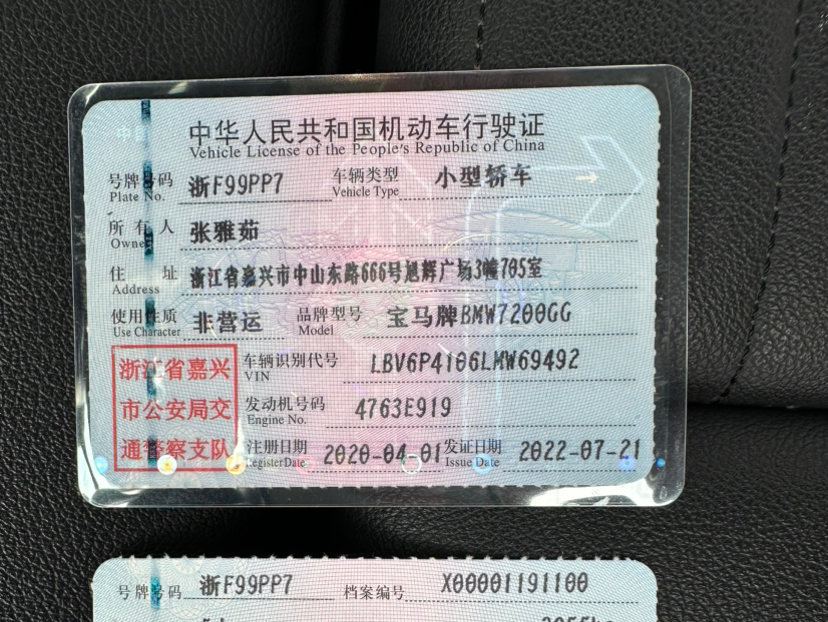 中华人民共和国机动车行驶证
Vehicle License of the People's Republic of China
号牌号码 浙F99PP7 车辆类型 小型轿车
Plate No. Vehicle Type
所有人 张雅茹
Owner
住址 浙江省嘉兴市中山东路666号旭辉广场3幢705室
Address
使用性质 非营运 品牌型号 宝马牌BMW7200GG
Use Character Model
浙江省嘉兴
市公安局交
通警察支队
车辆识别代号 LBV6P4106LMW69492
VIN
发动机号码 4763E919
Engine No.
注册日期 2020-04-01 发证日期 2022-07-21
Register Date Issue Date
号牌号码 浙F99PP7 档案编号 X00001191100